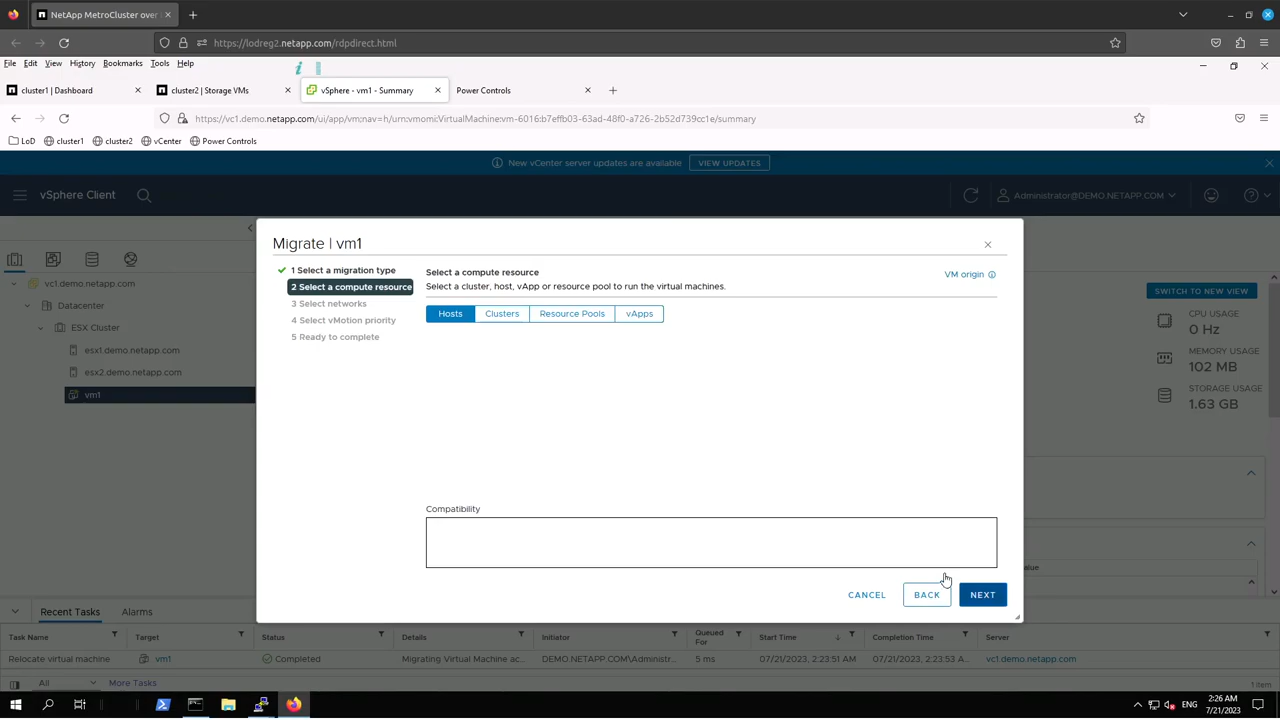 NetApp MetroCluster over
https://lodreg2.netapp.com/rdpdirect.html
File Edit View History Bookmarks Tools Help
cluster1 | Dashboard
cluster2 | Storage VMs
vSphere - vm1 - Summary
Power Controls
https://vc1.demo.netapp.com/ui/app/vm;nav=h/urn:vmomi:VirtualMachine:vm-6016:b7effb03-63ad-48f0-a726-2b52d739cc1e/summary
LoD cluster1 cluster2 vCenter Power Controls
New vCenter server updates are available VIEW UPDATES
vSphere Client
Administrator@DEMO.NETAPP.COM
Migrate | vm1
1 Select a migration type
2 Select a compute resource
3 Select networks
4 Select vMotion priority
5 Ready to complete
Select a compute resource
VM origin
Select a cluster, host, vApp or resource pool to run the virtual machines.
Hosts Clusters Resource Pools vApps
Compatibility
CANCEL BACK NEXT
vc1.demo.netapp.com
Datacenter
ESX Cluster
esx1.demo.netapp.com
esx2.demo.netapp.com
vm1
SWITCH TO NEW VIEW
CPU USAGE
0 Hz
MEMORY USAGE
102 MB
STORAGE USAGE
1.63 GB
alue
Recent Tasks Alarms
Task Name Target Status Details Initiator Queued For Start Time Completion Time Server
Relocate virtual machine vm1 Completed Migrating Virtual Machine ac... DEMO.NETAPP.COM\Administr... 5 ms 07/21/2023, 2:23:51 AM 07/21/2023, 2:23:53 A... vc1.demo.netapp.com
All More Tasks 1 item
ENG
2:26 AM
7/21/2023